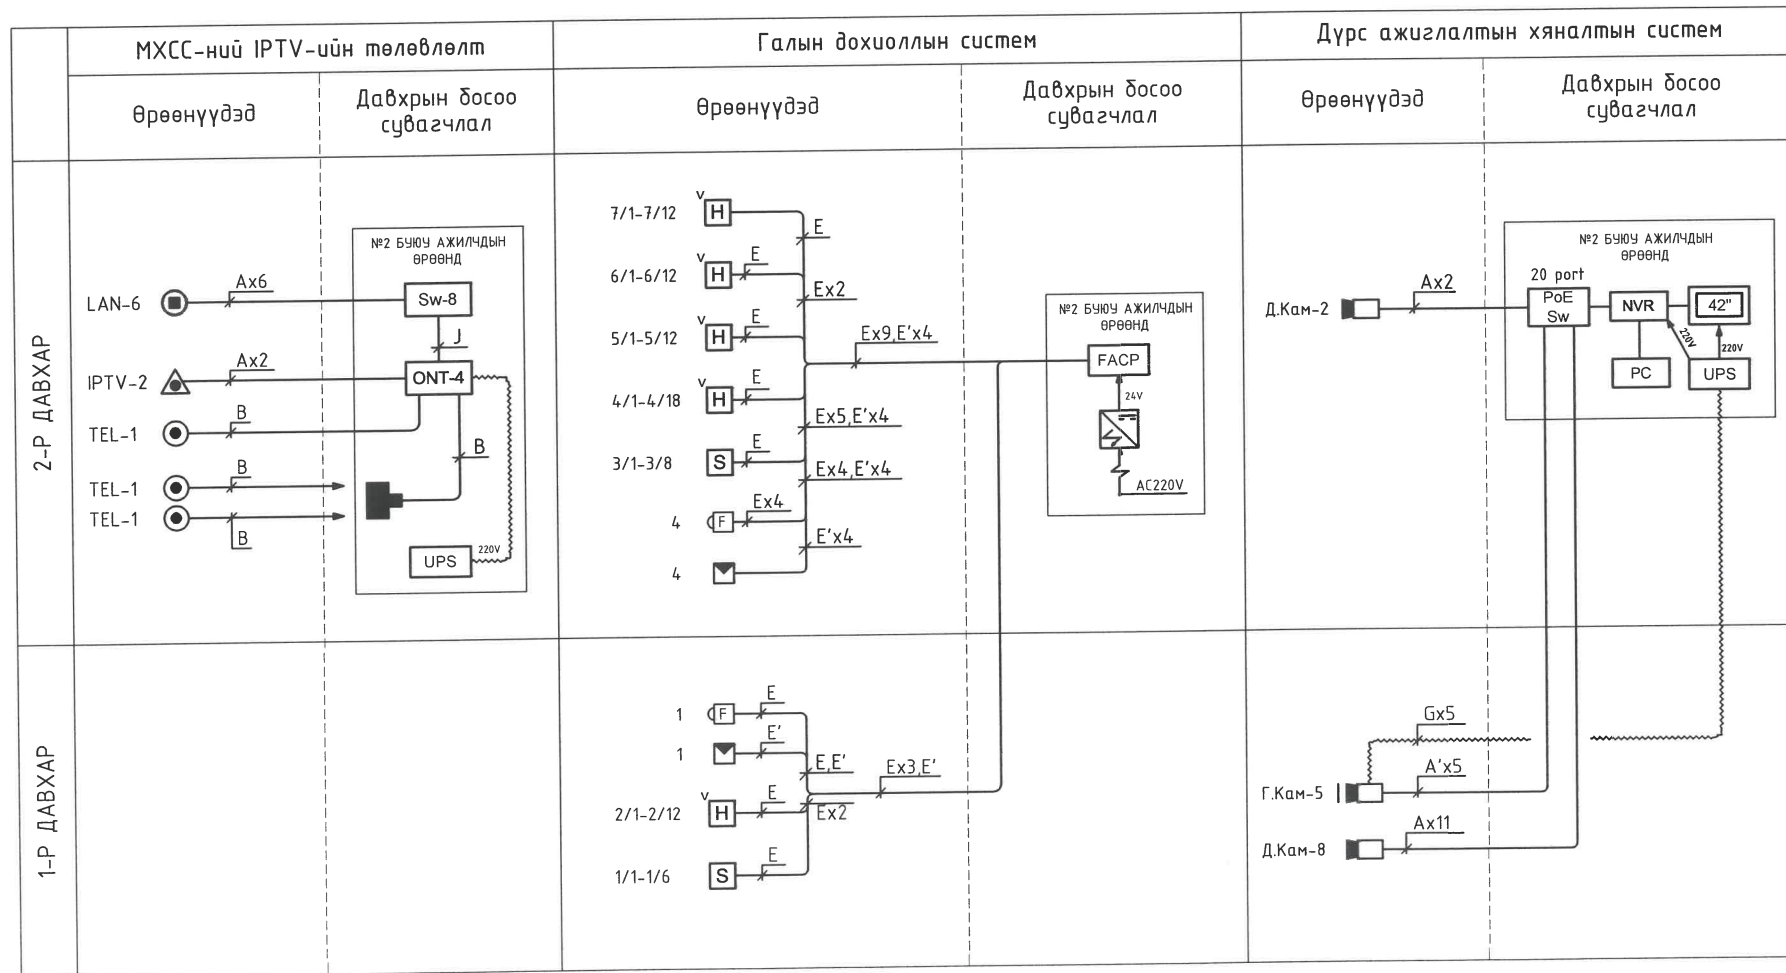 МХСС-ний IPTV-ийн төлөвлөлт
Галын дохиоллын систем
Дүрс ажиглалтын хяналтын систем
Өрөөнүүдэд
Давхрын босоо
сувагчлал
Өрөөнүүдэд
Давхрын босоо
сувагчлал
Өрөөнүүдэд
Давхрын босоо
сувагчлал
2-Р ДАВХАР
LAN-6
Ax6
IPTV-2
Ax2
TEL-1
B
TEL-1
B
TEL-1
B
№2 БУЮУ АЖИЛЧДЫН
ӨРӨӨНД
Sw-8
J
ONT-4
B
UPS
220V
7/1-7/12
v
H
E
6/1-6/12
v
H
E
Ex2
5/1-5/12
v
H
E
Ex9,E'x4
4/1-4/18
v
H
E
Ex5,E'x4
3/1-3/8
S
E
Ex4,E'x4
4
F
Ex4
E'x4
4
№2 БУЮУ АЖИЛЧДЫН
ӨРӨӨНД
FACP
24V
AC220V
Д.Кам-2
Ax2
№2 БУЮУ АЖИЛЧДЫН
ӨРӨӨНД
20 port
PoE
Sw
NVR
42"
220V
220V
PC
UPS
1-Р ДАВХАР
1
F
E
1
E'
E,E'
Ex3,E'
2/1-2/12
v
H
E
Ex2
1/1-1/6
S
E
Gx5
Г.Кам-5
A'x5
Д.Кам-8
Ax11